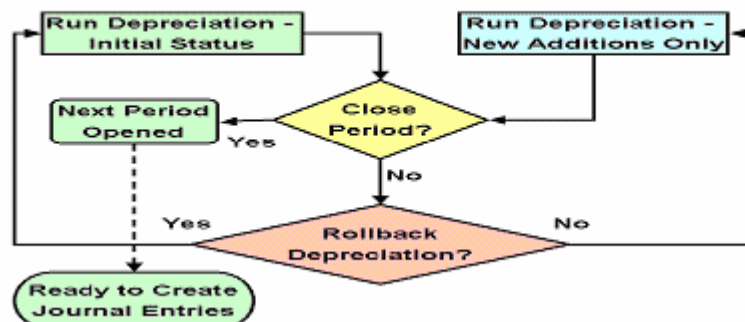 Run Depreciation -
Initial Status
Run Depreciation -
New Additions Only
Next Period
Opened
Close
Period?
Yes
No
Yes
No
Rollback
Depreciation?
Ready to Create
Journal Entries